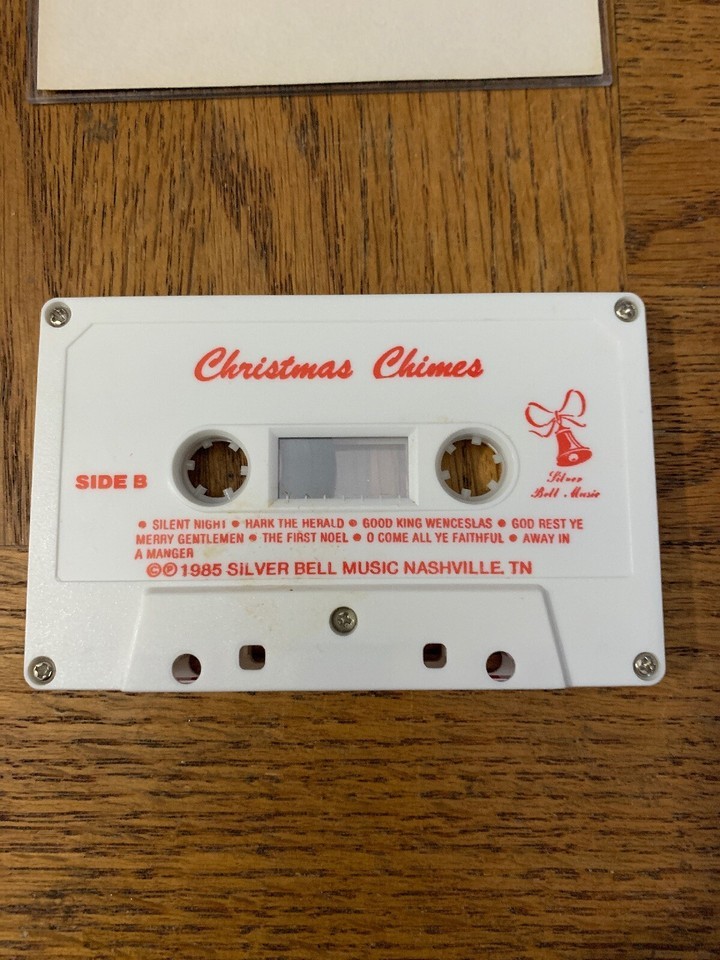 Christmas Chimes
SIDE B
Silver
Bell Music
• SILENT NIGHT • HARK THE HERALD • GOOD KING WENCESLAS • GOD REST YE
MERRY GENTLEMEN • THE FIRST NOEL • O COME ALL YE FAITHFUL • AWAY IN
A MANGER
©℗1985 SILVER BELL MUSIC NASHVILLE, TN